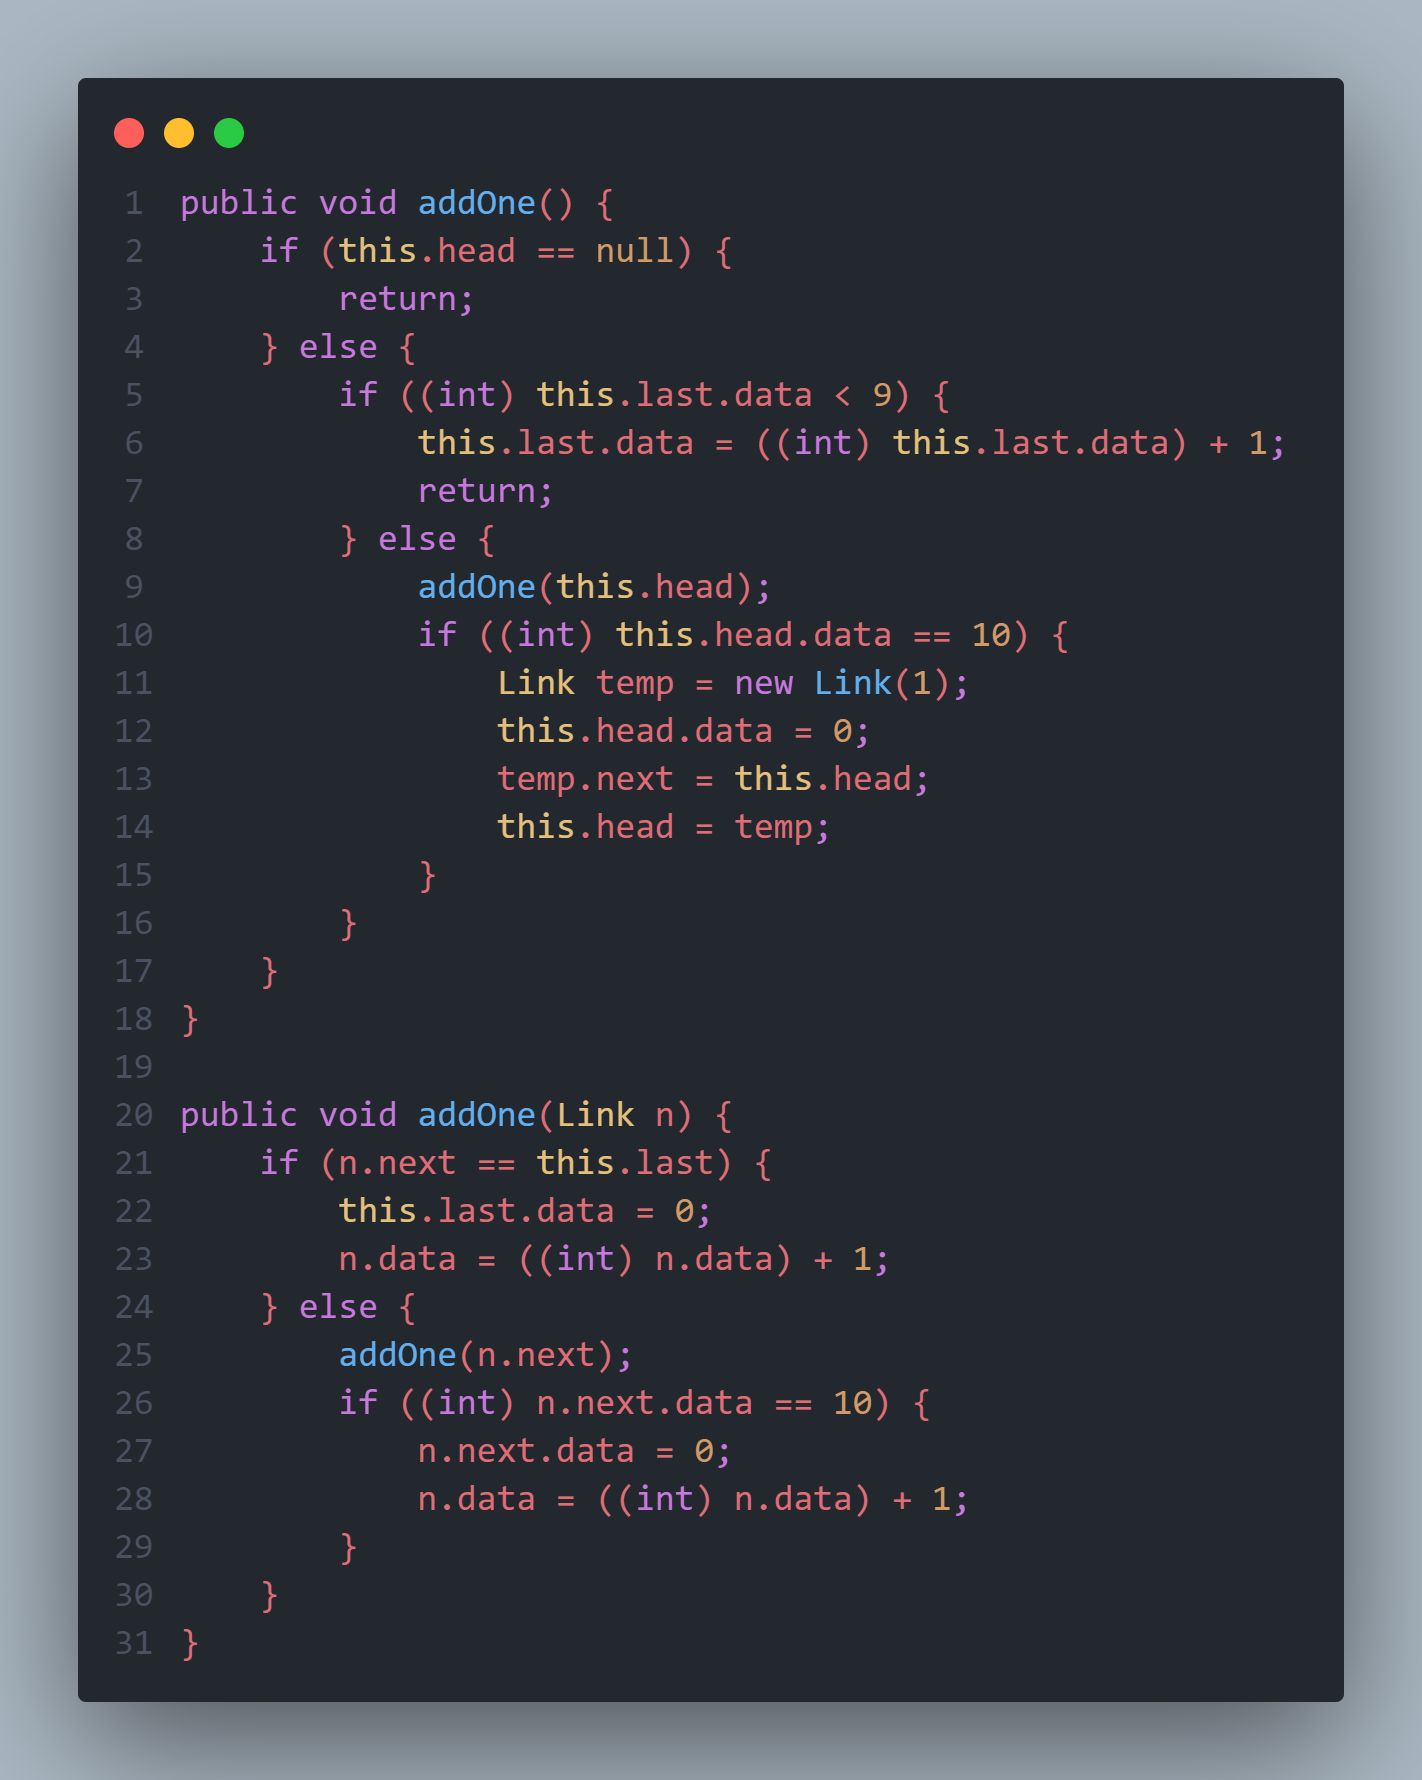 1 public void addOne() {
2     if (this.head == null) {
3         return;
4     } else {
5         if ((int) this.last.data < 9) {
6             this.last.data = ((int) this.last.data) + 1;
7             return;
8         } else {
9             addOne(this.head);
10             if ((int) this.head.data == 10) {
11                 Link temp = new Link(1);
12                 this.head.data = 0;
13                 temp.next = this.head;
14                 this.head = temp;
15             }
16         }
17     }
18 }
19
20 public void addOne(Link n) {
21     if (n.next == this.last) {
22         this.last.data = 0;
23         n.data = ((int) n.data) + 1;
24     } else {
25         addOne(n.next);
26         if ((int) n.next.data == 10) {
27             n.next.data = 0;
28             n.data = ((int) n.data) + 1;
29         }
30     }
31 }